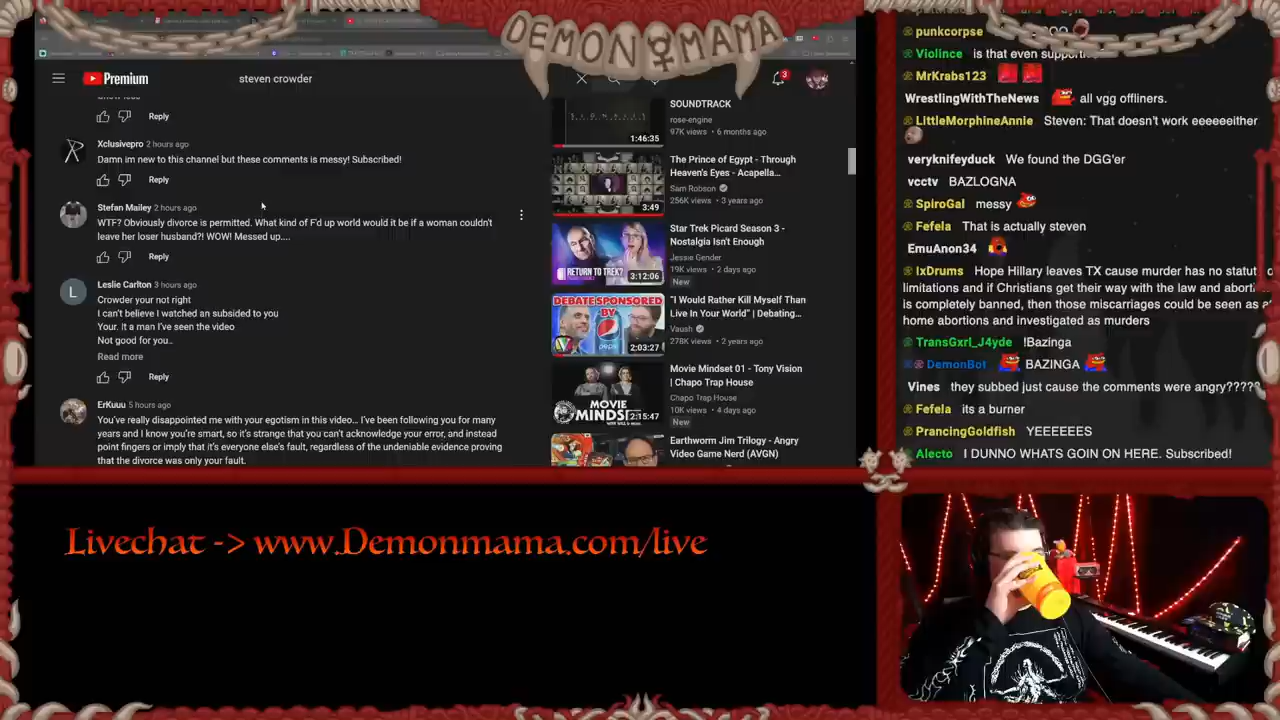 DEMON MAMA
Premium
steven crowder
3
Reply
Xclusivepro 2 hours ago
Damn im new to this channel but these comments is messy! Subscribed!
Reply
Stefan Mailey 2 hours ago
WTF? Obviously divorce is permitted. What kind of F'd up world would it be if a woman couldn't
leave her loser husband?! WOW! Messed up....
Reply
L
Leslie Carlton 3 hours ago
Crowder your not right
I can't believe I watched an subsided to you
Your. It a man I've seen the video
Not good for you..
Read more
Reply
ErKuuu 5 hours ago
You've really disappointed me with your egotism in this video... I've been following you for many
years and I know you're smart, so it's strange that you can't acknowledge your error, and instead
point fingers or imply that it's everyone else's fault, regardless of the undeniable evidence proving
that the divorce was only your fault.
SOUNDTRACK
rose-engine
97K views • 6 months ago
1:46:35
The Prince of Egypt - Through
Heaven's Eyes - Acapella...
Sam Robson
256K views • 3 years ago
3:49
Star Trek Picard Season 3 -
Nostalgia Isn't Enough
Jessie Gender
19K views • 2 days ago
New
RETURN TO TREK?
3:12:06
"I Would Rather Kill Myself Than
Live In Your World" | Debating...
Vaush
278K views • 2 years ago
DEBATE SPONSORED
BY
pepsi
2:03:27
Movie Mindset 01 - Tony Vision
| Chapo Trap House
Chapo Trap House
10K views • 4 days ago
New
MOVIE
2:15:47
Earthworm Jim Trilogy - Angry
Video Game Nerd (AVGN)
punkcorpse
Violince is that even
MrKrabs123
WrestlingWithTheNews all vgg offliners.
LittleMorphineAnnie Steven: That doesn't work eeeeeeither
veryknifeyduck We found the DGG'er
vcctv BAZLOGNA
SpiroGal messy
Fefela That is actually steven
EmuAnon34
IxDrums Hope Hillary leaves TX cause murder has no
limitations and if Christians get their way with the law and
is completely banned, then those miscarriages could be seen as
home abortions and investigated as murders
TransGxrl_J4yde !Bazinga
DemonBot BAZINGA
Vines they subbed just cause the comments were angry????
Fefela its a burner
PrancingGoldfish YEEEEEES
Alecto I DUNNO WHATS GOIN ON HERE. Subscribed!
Livechat -> www.Demonmama.com/live